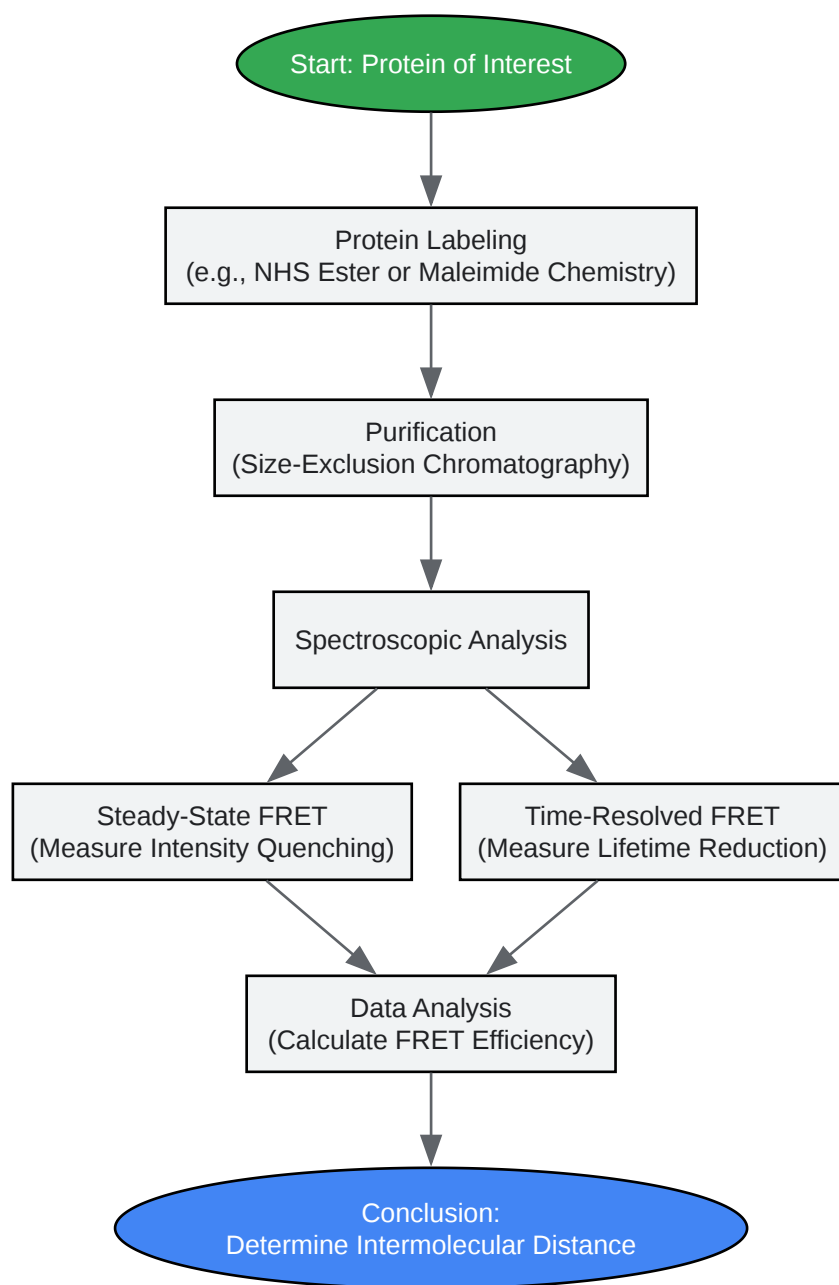 Start: Protein of Interest
Protein Labeling
(e.g., NHS Ester or Maleimide Chemistry)
Purification
(Size-Exclusion Chromatography)
Spectroscopic Analysis
Steady-State FRET
(Measure Intensity Quenching)
Time-Resolved FRET
(Measure Lifetime Reduction)
Data Analysis
(Calculate FRET Efficiency)
Conclusion:
Determine Intermolecular Distance